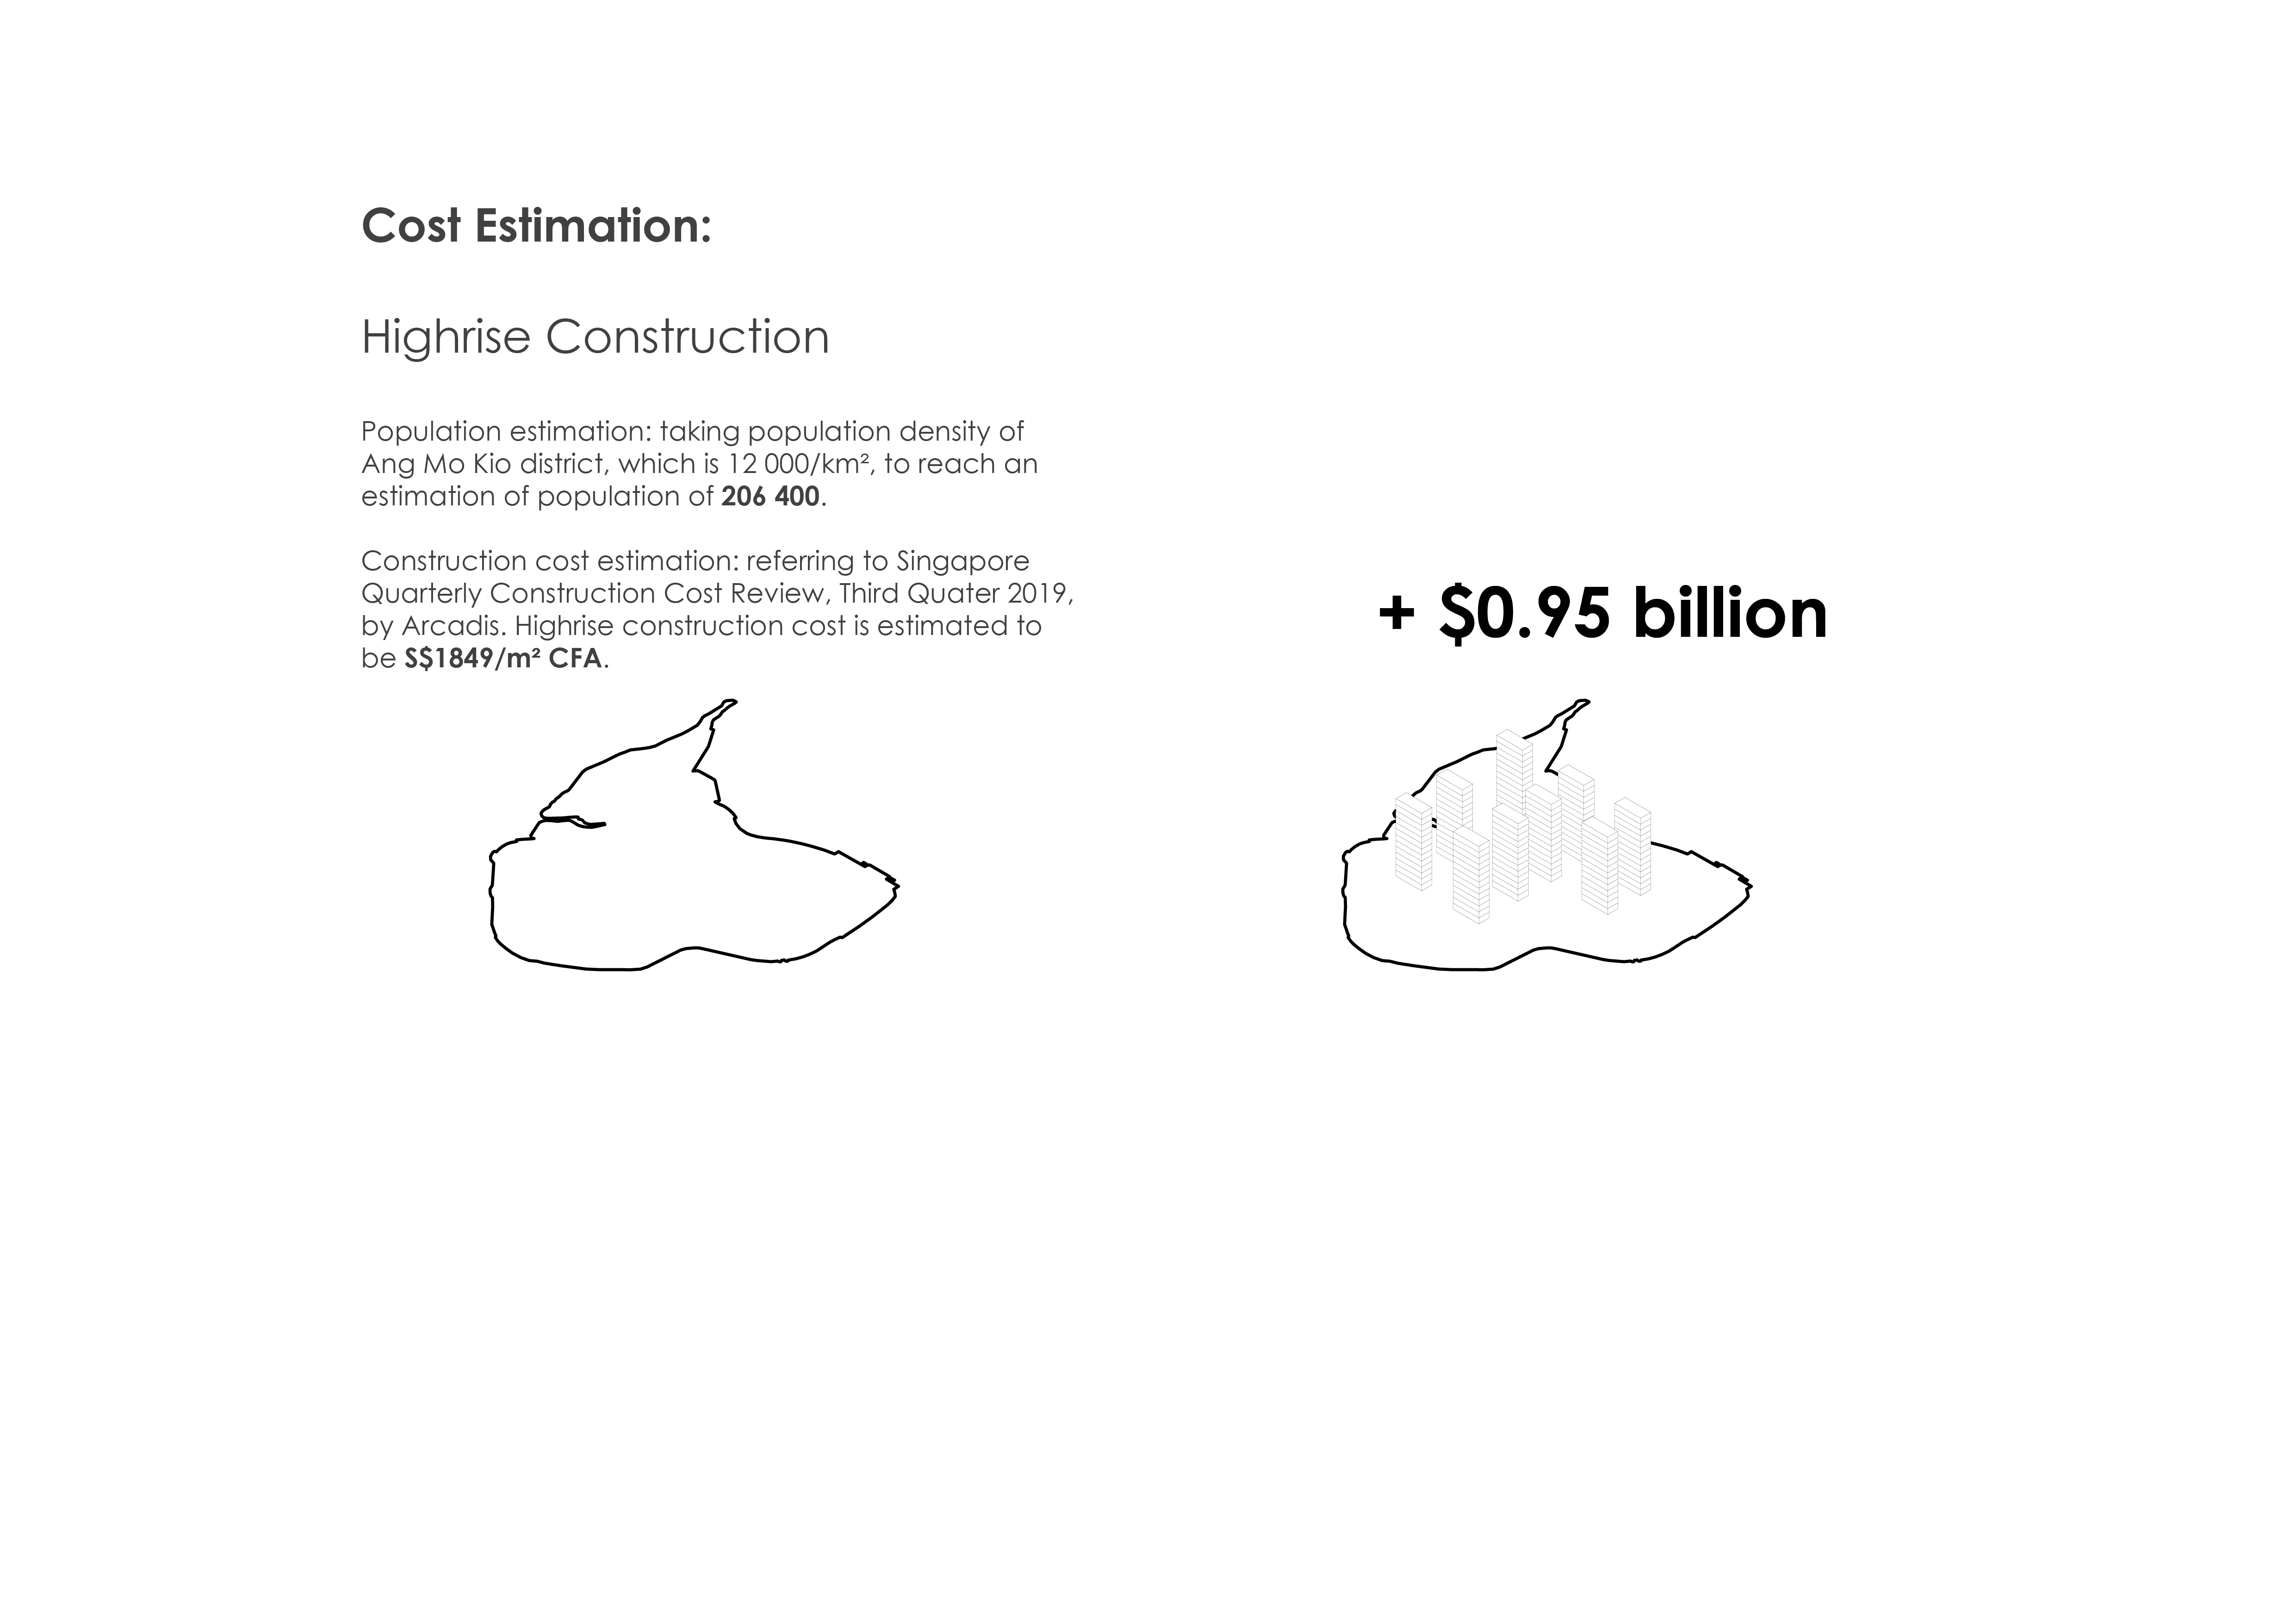 Cost Estimation:
Highrise Construction
Population estimation: taking population density of
Ang Mo Kio district, which is 12 000/km², to reach an
estimation of population of 206 400.
Construction cost estimation: referring to Singapore
Quarterly Construction Cost Review, Third Quater 2019,
by Arcadis. Highrise construction cost is estimated to
be S$1849/m² CFA.
+ $0.95 billion